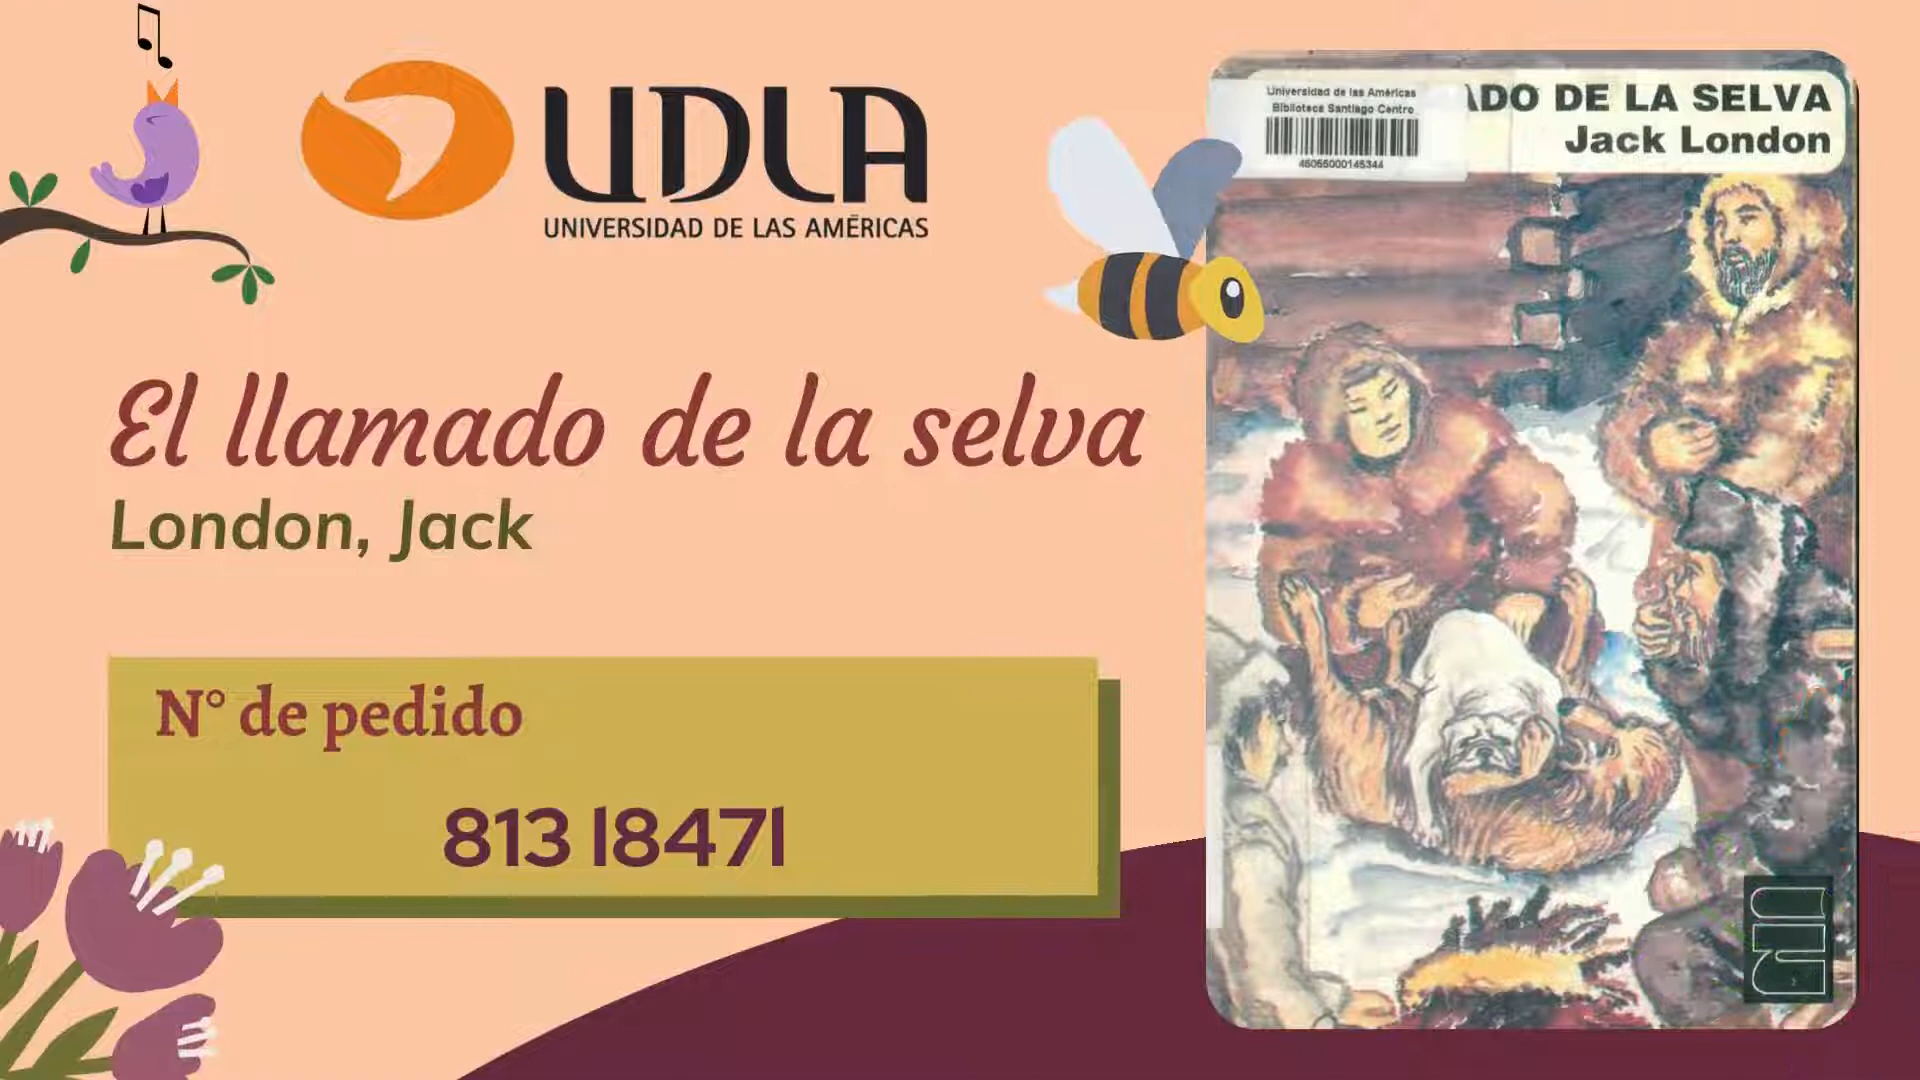 UDLA
UNIVERSIDAD DE LAS AMÉRICAS
El llamado de la selva
London, Jack
N° de pedido
813 l847l
Universidad de las Américas
Biblioteca Santiago Centro
46065000145344
ADO DE LA SELVA
Jack London